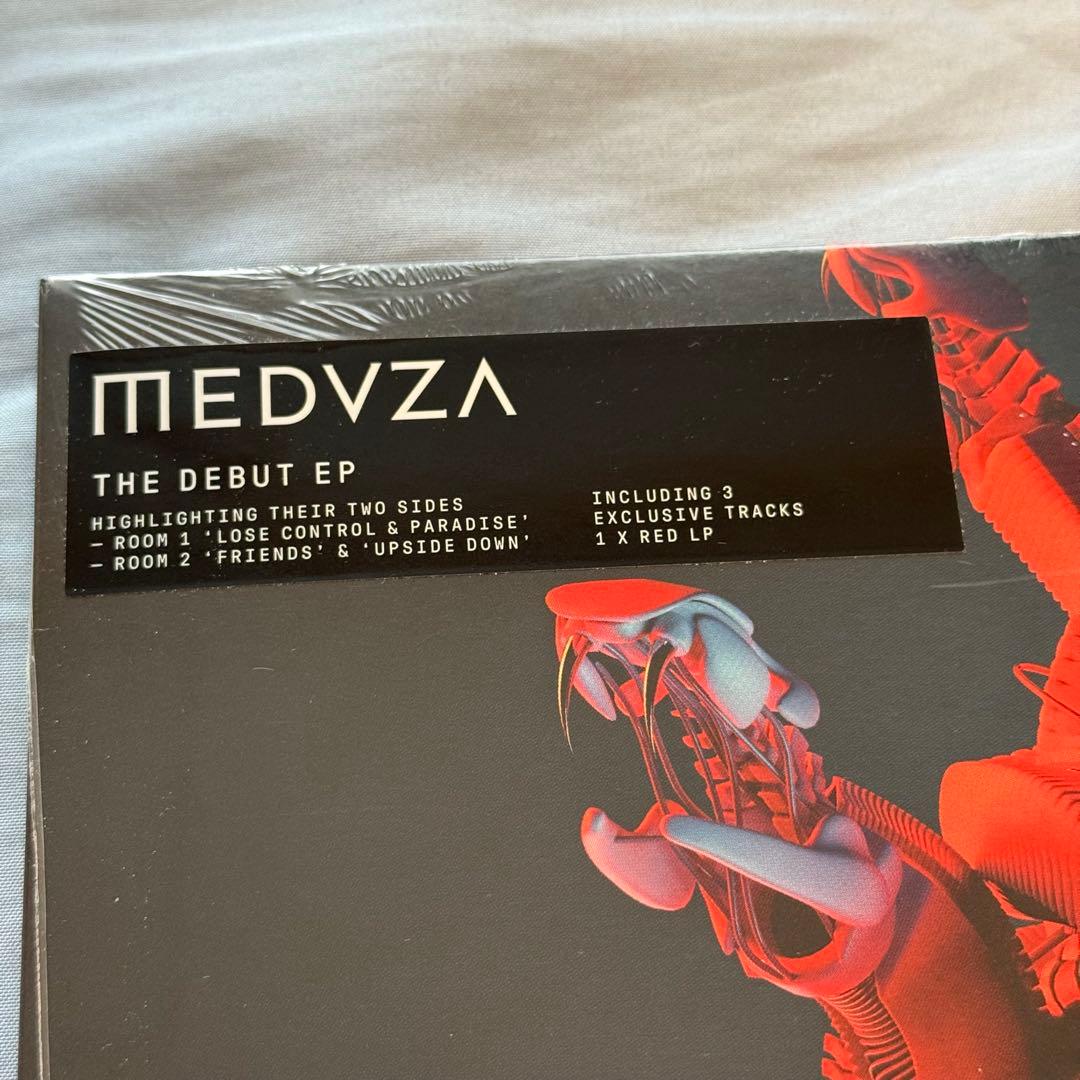 MEDVZA
THE DEBUT EP
HIGHLIGHTING THEIR TWO SIDES
– ROOM 1 ‘LOSE CONTROL & PARADISE’
– ROOM 2 ‘FRIENDS’ & ‘UPSIDE DOWN’
INCLUDING 3
EXCLUSIVE TRACKS
1 X RED LP